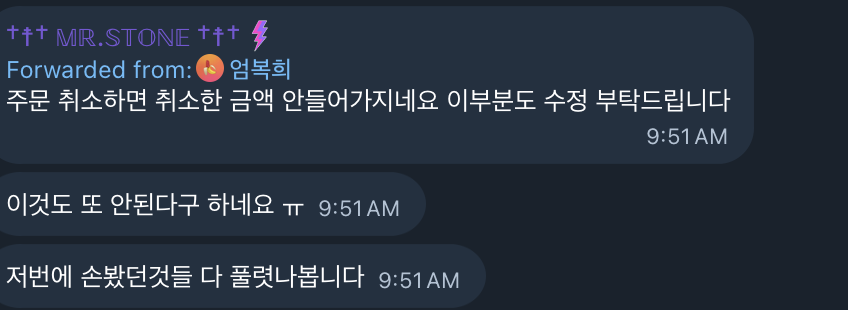 †☨† 𝕄ℝ.𝕊𝕋𝕆ℕ𝔼 †☨† ⚡
Forwarded from: 엄복희
주문 취소하면 취소한 금액 안들어가지네요 이부분도 수정 부탁드립니다
9:51 AM
이것도 또 안된다구 하네요 ㅠ 9:51 AM
저번에 손봤던것들 다 풀렷나봅니다 9:51 AM